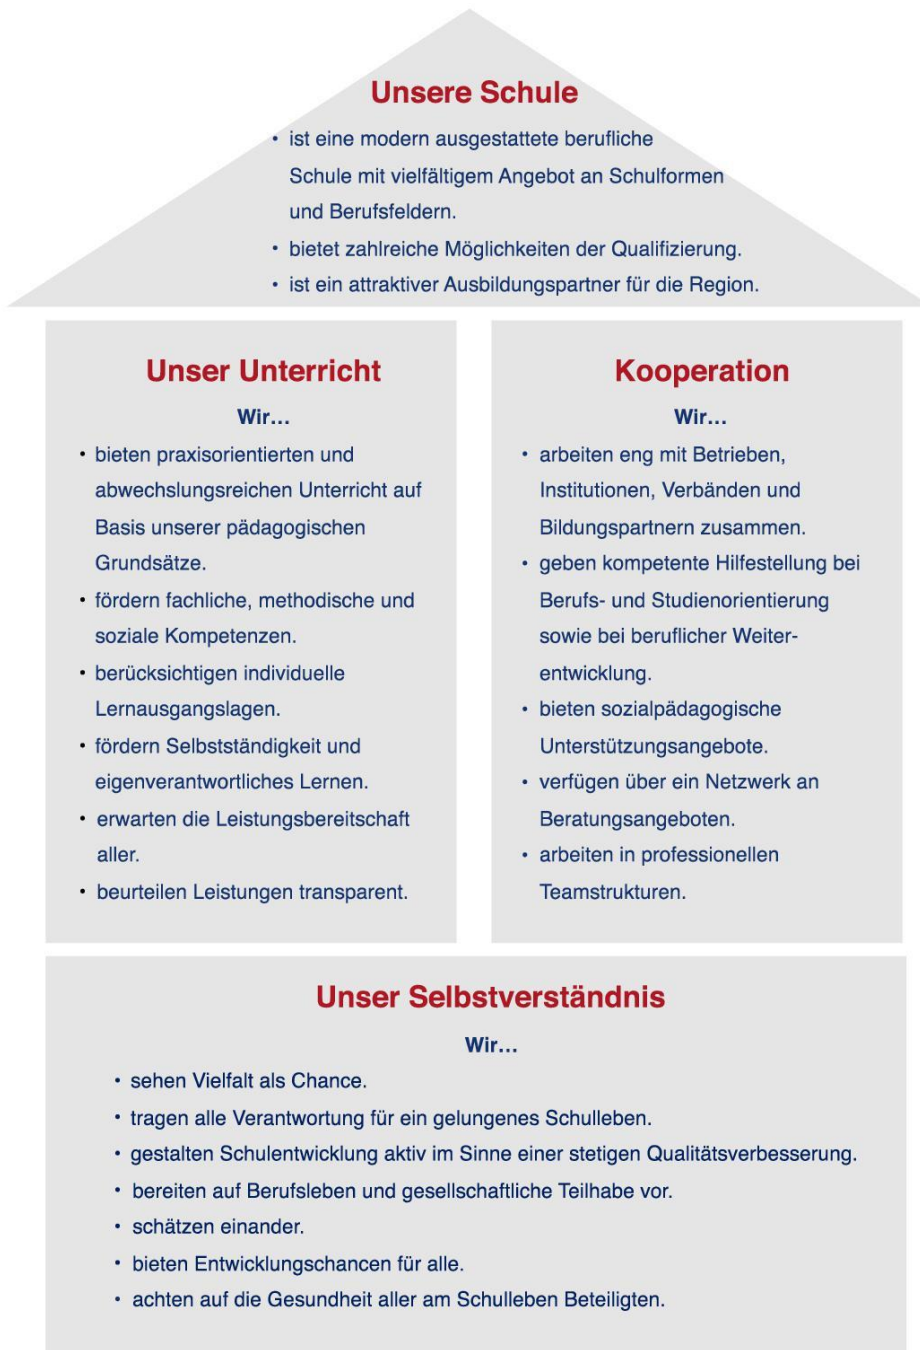 Unsere Schule
• ist eine modern ausgestattete berufliche
Schule mit vielfältigem Angebot an Schulformen
und Berufsfeldern.
• bietet zahlreiche Möglichkeiten der Qualifizierung.
• ist ein attraktiver Ausbildungspartner für die Region.
Unser Unterricht
Wir...
• bieten praxisorientierten und
abwechslungsreichen Unterricht auf
Basis unserer pädagogischen
Grundsätze.
• fördern fachliche, methodische und
soziale Kompetenzen.
• berücksichtigen individuelle
Lernausgangslagen.
• fördern Selbstständigkeit und
eigenverantwortliches Lernen.
• erwarten die Leistungsbereitschaft
aller.
• beurteilen Leistungen transparent.
Kooperation
Wir...
• arbeiten eng mit Betrieben,
Institutionen, Verbänden und
Bildungspartnern zusammen.
• geben kompetente Hilfestellung bei
Berufs- und Studienorientierung
sowie bei beruflicher Weiter-
entwicklung.
• bieten sozialpädagogische
Unterstützungsangebote.
• verfügen über ein Netzwerk an
Beratungsangeboten.
• arbeiten in professionellen
Teamstrukturen.
Unser Selbstverständnis
Wir...
• sehen Vielfalt als Chance.
• tragen alle Verantwortung für ein gelungenes Schulleben.
• gestalten Schulentwicklung aktiv im Sinne einer stetigen Qualitätsverbesserung.
• bereiten auf Berufsleben und gesellschaftliche Teilhabe vor.
• schätzen einander.
• bieten Entwicklungschancen für alle.
• achten auf die Gesundheit aller am Schulleben Beteiligten.